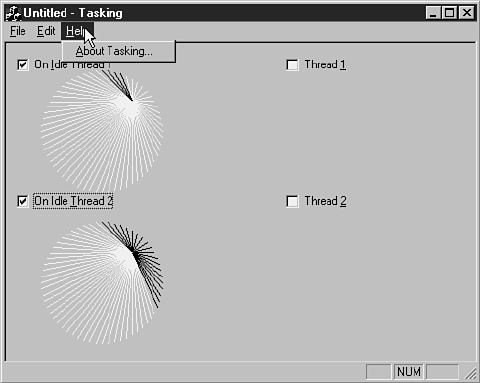 Untitled - Tasking
File Edit Help
About Tasking...
On Idle Thread 1
Thread 1
On Idle Thread 2
Thread 2
NUM